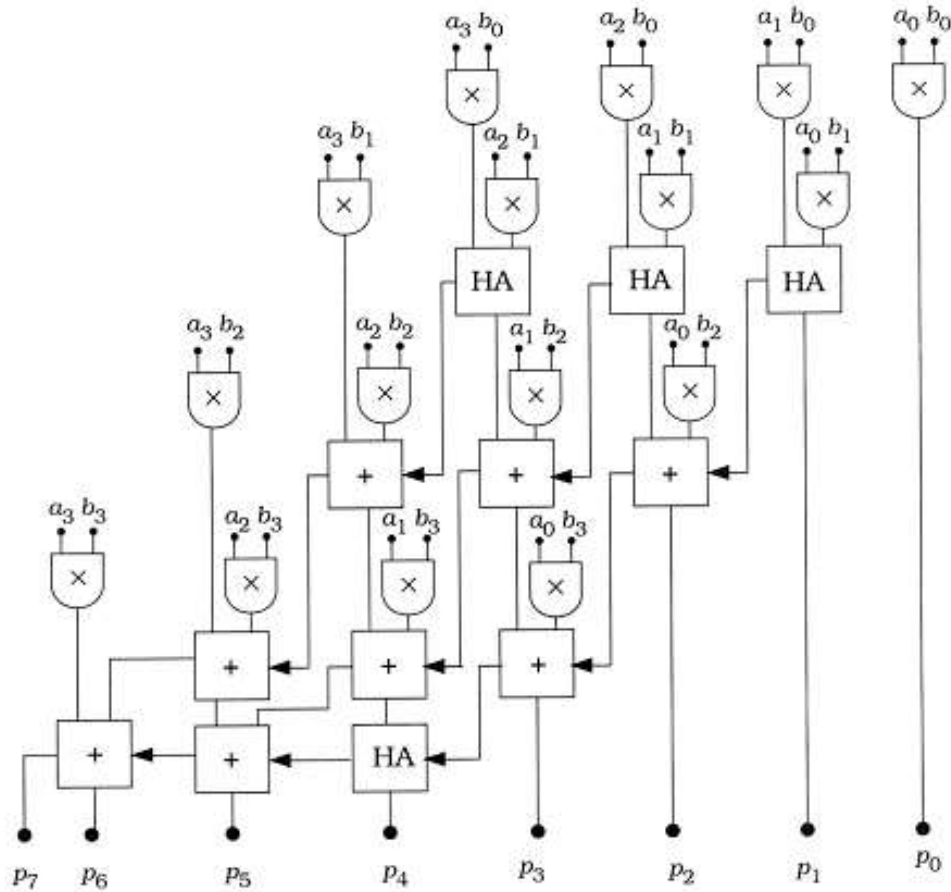 a₃ b₀ a₂ b₀ a₁ b₀ a₀ b₀
× × × ×
a₃ b₁ a₂ b₁ a₁ b₁ a₀ b₁
× × × ×
HA HA HA
a₃ b₂ a₂ b₂ a₁ b₂ a₀ b₂
× × × ×
+ + +
a₃ b₃ a₂ b₃ a₁ b₃ a₀ b₃
× × × ×
+ + +
+ + HA
p₇ p₆ p₅ p₄ p₃ p₂ p₁ p₀